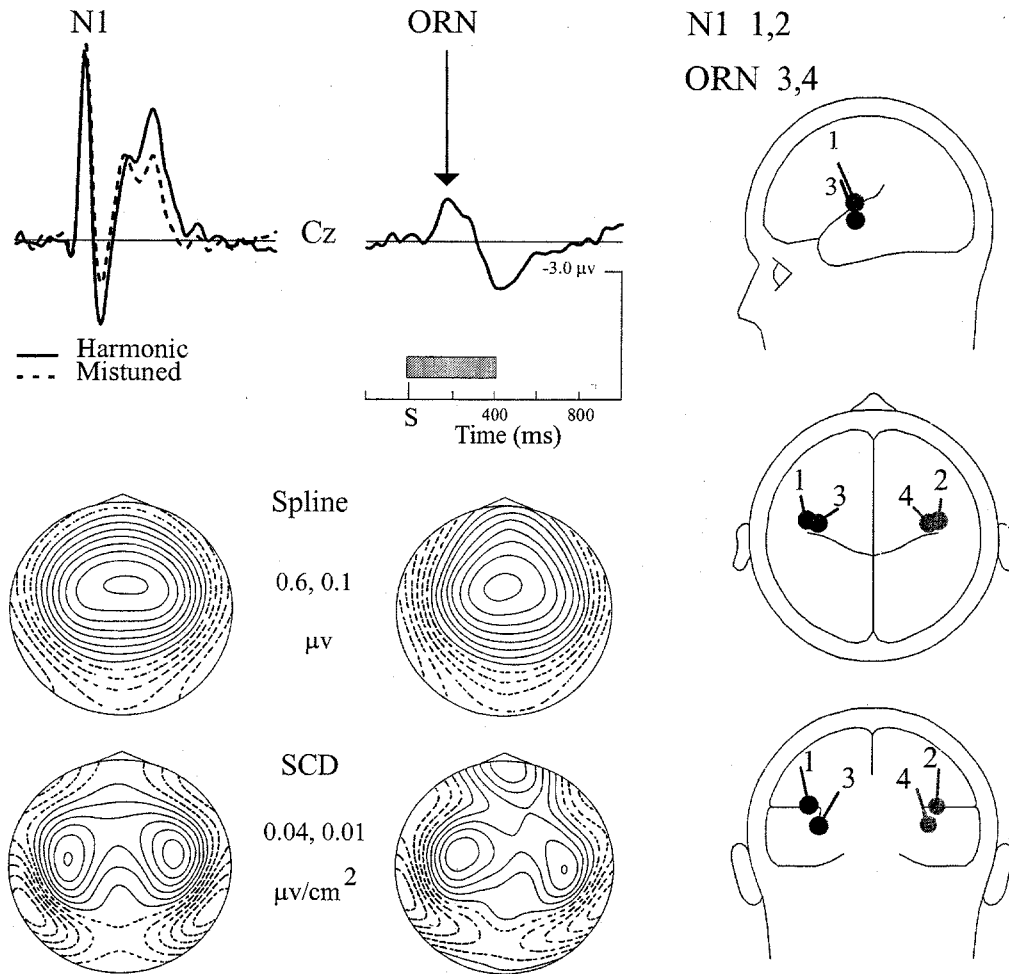 N1
ORN
Cz
-3.0 μv
Harmonic
Mistuned
S
400
800
Time (ms)
Spline
0.6, 0.1
μv
SCD
0.04, 0.01
μv/cm²
N1 1,2
ORN 3,4
1
3
1
3
4
2
1
3
4
2